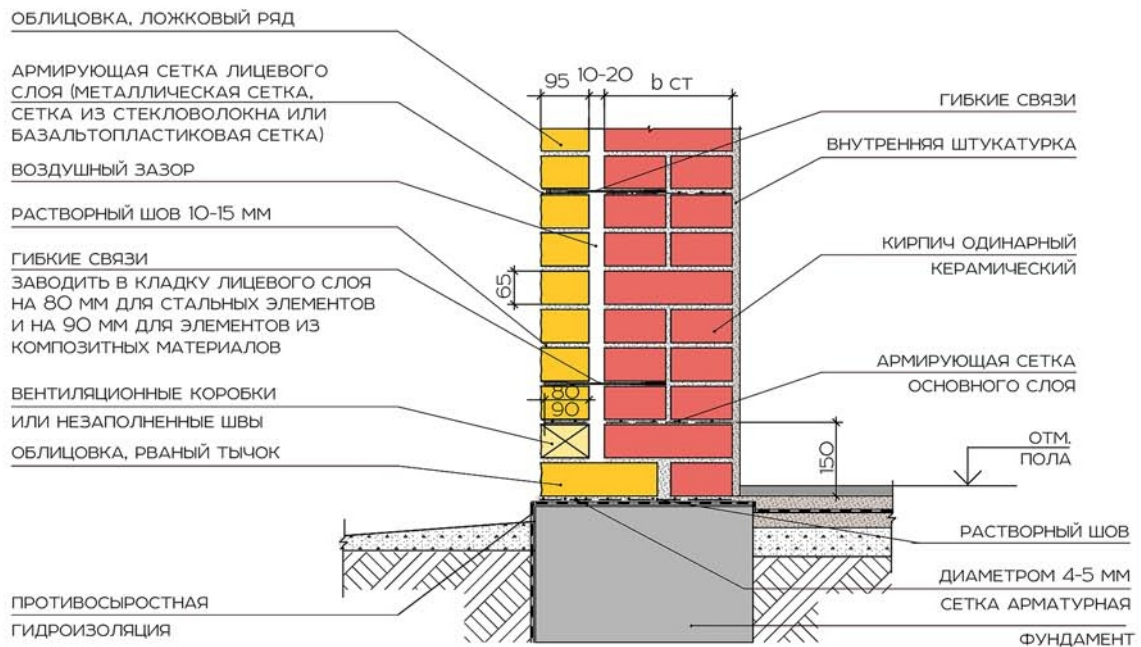 ОБЛИЦОВКА, ЛОЖКОВЫЙ РЯД
АРМИРУЮЩАЯ СЕТКА ЛИЦЕВОГО
СЛОЯ (МЕТАЛЛИЧЕСКАЯ СЕТКА,
СЕТКА ИЗ СТЕКЛОВОЛОКНА ИЛИ
БАЗАЛЬТОПЛАСТИКОВАЯ СЕТКА)
ВОЗДУШНЫЙ ЗАЗОР
РАСТВОРНЫЙ ШОВ 10-15 ММ
ГИБКИЕ СВЯЗИ
ЗАВОДИТЬ В КЛАДКУ ЛИЦЕВОГО СЛОЯ
НА 80 ММ ДЛЯ СТАЛЬНЫХ ЭЛЕМЕНТОВ
И НА 90 ММ ДЛЯ ЭЛЕМЕНТОВ ИЗ
КОМПОЗИТНЫХ МАТЕРИАЛОВ
ВЕНТИЛЯЦИОННЫЕ КОРОБКИ
ИЛИ НЕЗАПОЛНЕННЫЕ ШВЫ
ОБЛИЦОВКА, РВАНЫЙ ТЫЧОК
ПРОТИВОСЫРОСТНАЯ
ГИДРОИЗОЛЯЦИЯ
95 10-20 b СТ
65
80
90
150
ГИБКИЕ СВЯЗИ
ВНУТРЕННЯЯ ШТУКАТУРКА
КИРПИЧ ОДИНАРНЫЙ
КЕРАМИЧЕСКИЙ
АРМИРУЮЩАЯ СЕТКА
ОСНОВНОГО СЛОЯ
ОТМ.
ПОЛА
РАСТВОРНЫЙ ШОВ
ДИАМЕТРОМ 4-5 ММ
СЕТКА АРМАТУРНАЯ
ФУНДАМЕНТ